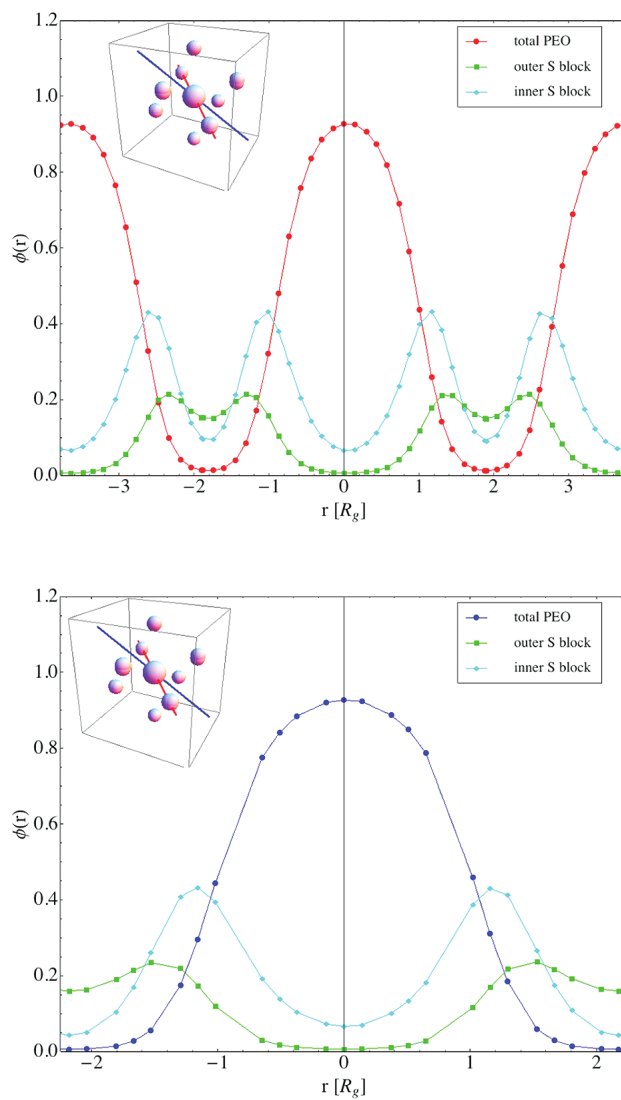 1.2
total PEO
outer S block
inner S block
1.0
0.8
ϕ(r)
0.6
0.4
0.2
0.0
−3 −2 −1 0 1 2 3
r [R_g]
1.2
total PEO
outer S block
inner S block
1.0
0.8
ϕ(r)
0.6
0.4
0.2
0.0
−2 −1 0 1 2
r [R_g]